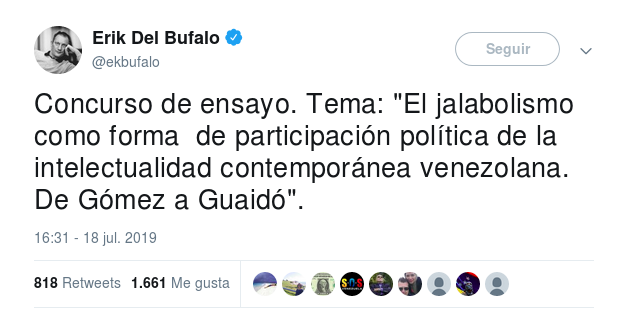 Erik Del Bufalo
@ekbufalo
Seguir
Concurso de ensayo. Tema: "El jalabolismo
como forma  de participación política de la
intelectualidad contemporánea venezolana.
De Gómez a Guaidó".
16:31 - 18 jul. 2019
818 Retweets 1.661 Me gusta
SOS